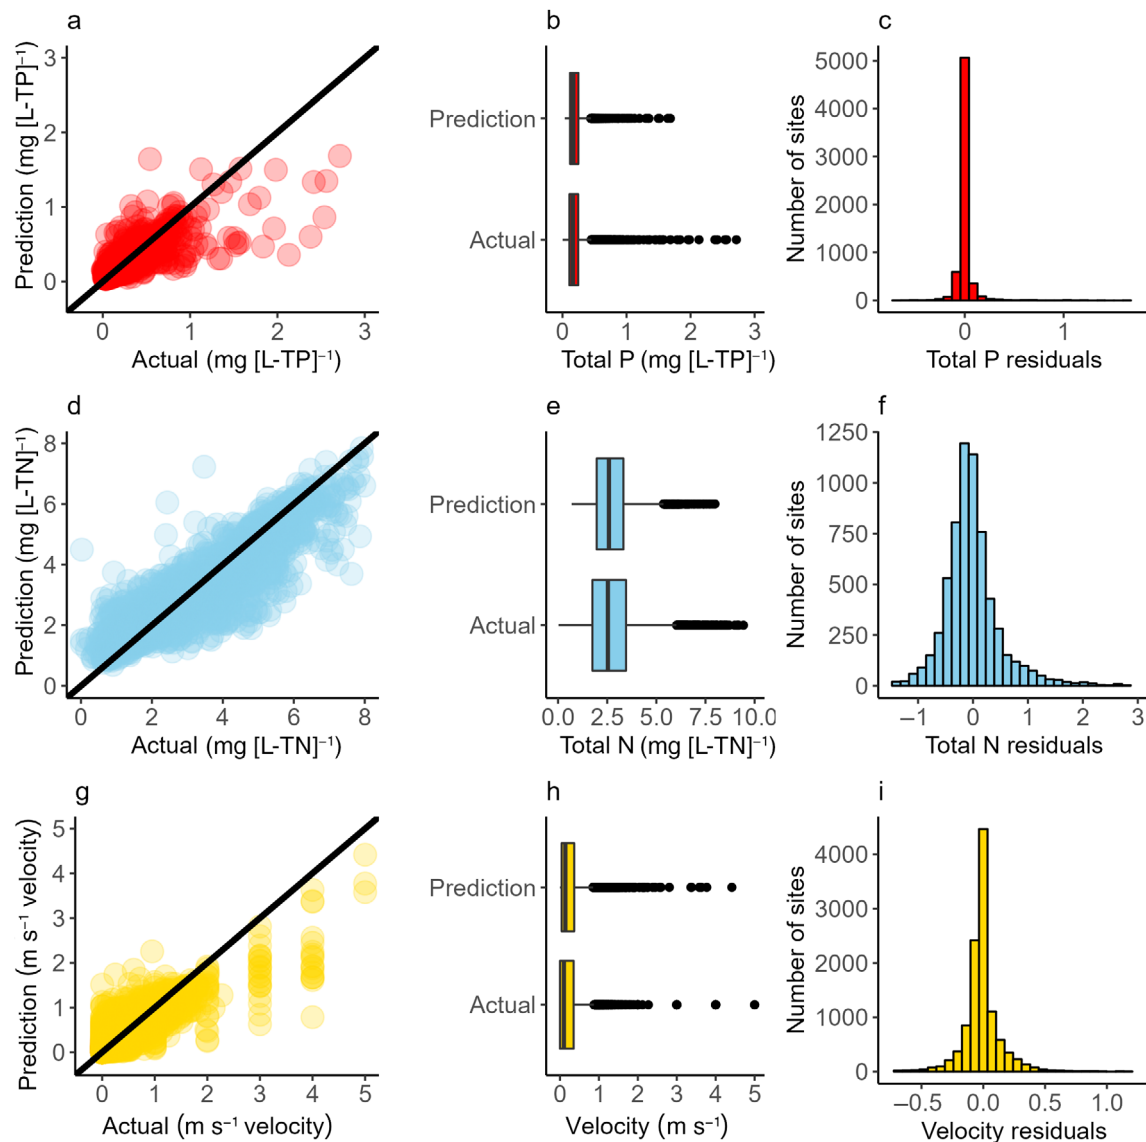 a
Prediction (mg [L-TP]⁻¹)
3
2
1
0
0 1 2 3
Actual (mg [L-TP]⁻¹)
b
Prediction
Actual
0 1 2 3
Total P (mg [L-TP]⁻¹)
c
Number of sites
5000
4000
3000
2000
1000
0
0 1
Total P residuals
d
Prediction (mg [L-TN]⁻¹)
8
6
4
2
0
0 2 4 6 8
Actual (mg [L-TN]⁻¹)
e
Prediction
Actual
0.0 2.5 5.0 7.5 10.0
Total N (mg [L-TN]⁻¹)
f
Number of sites
1250
1000
750
500
250
0
−1 0 1 2 3
Total N residuals
g
Prediction (m s⁻¹ velocity)
5
4
3
2
1
0
0 1 2 3 4 5
Actual (m s⁻¹ velocity)
h
Prediction
Actual
0 1 2 3 4 5
Velocity (m s⁻¹)
i
Number of sites
4000
3000
2000
1000
0
−0.5 0.0 0.5 1.0
Velocity residuals